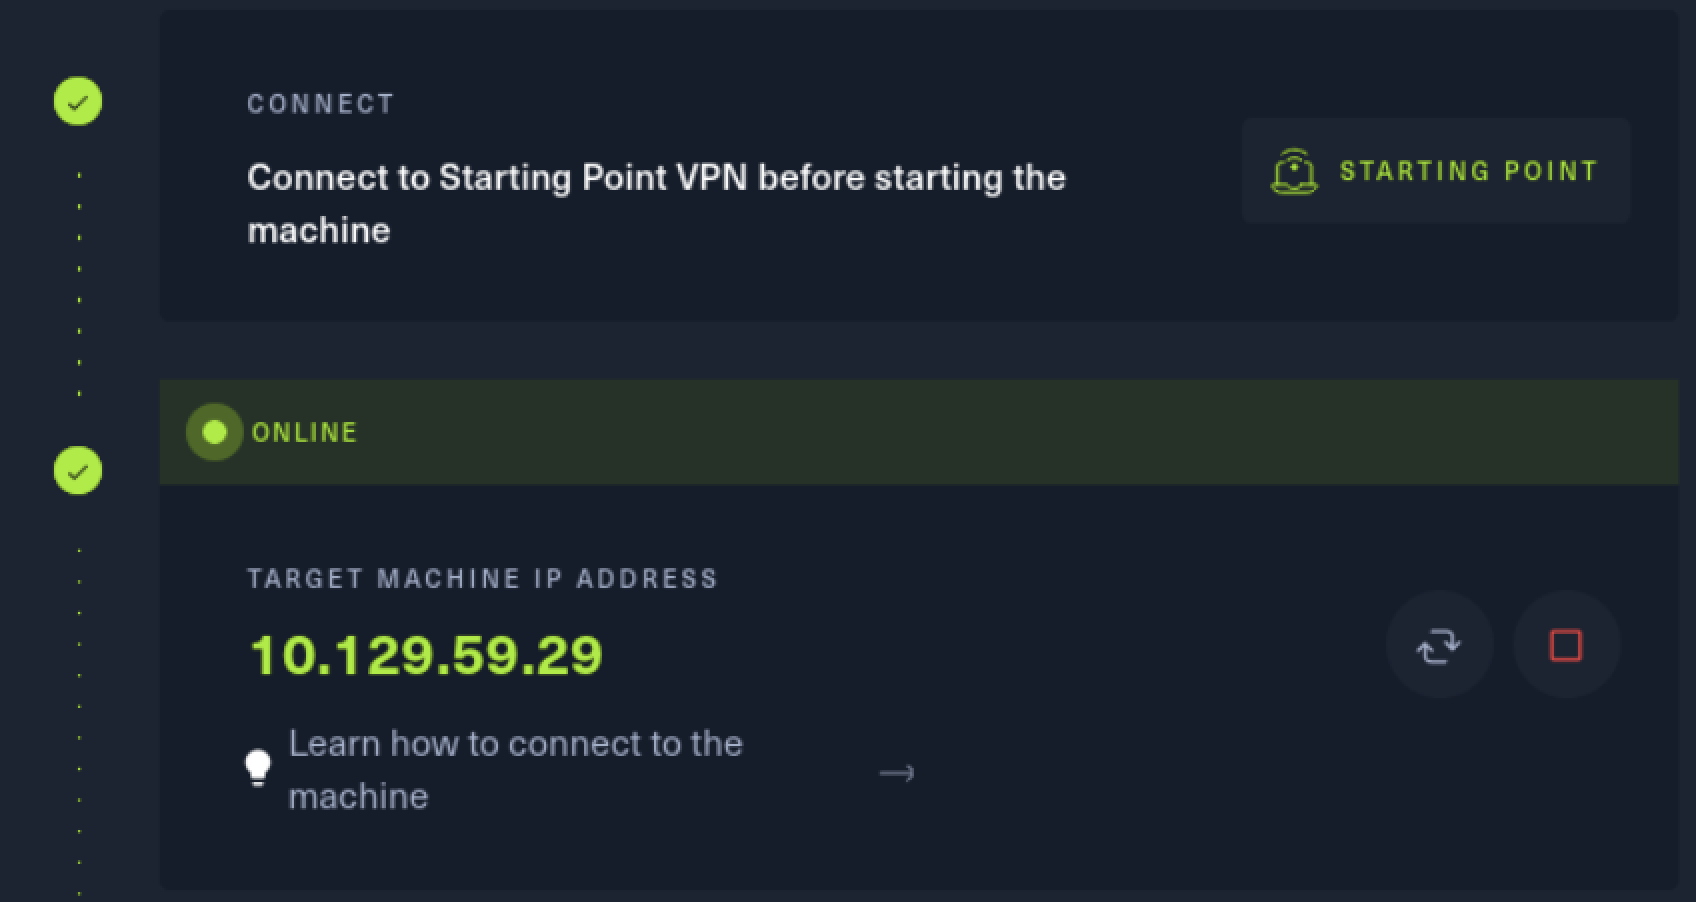 CONNECT
Connect to Starting Point VPN before starting the
machine
STARTING POINT
ONLINE
TARGET MACHINE IP ADDRESS
10.129.59.29
Learn how to connect to the
machine